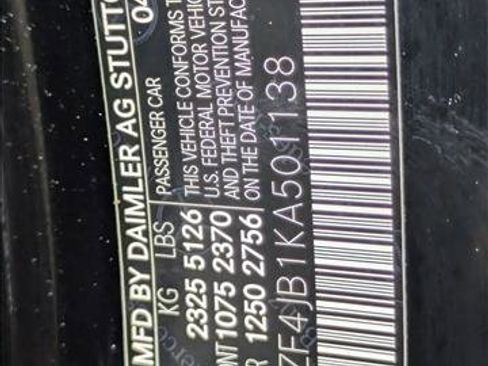 MFD BY DAIMLER AG STUTT
04
KG LBS PASSENGER CAR
2325 5126 THIS VEHICLE CONFORMS T
1075 2370 U.S. FEDERAL MOTOR VEHIC
1250 2756 AND THEFT PREVENTION ST
ON THE DATE OF MANUFAC
ZF4JB1KA501138